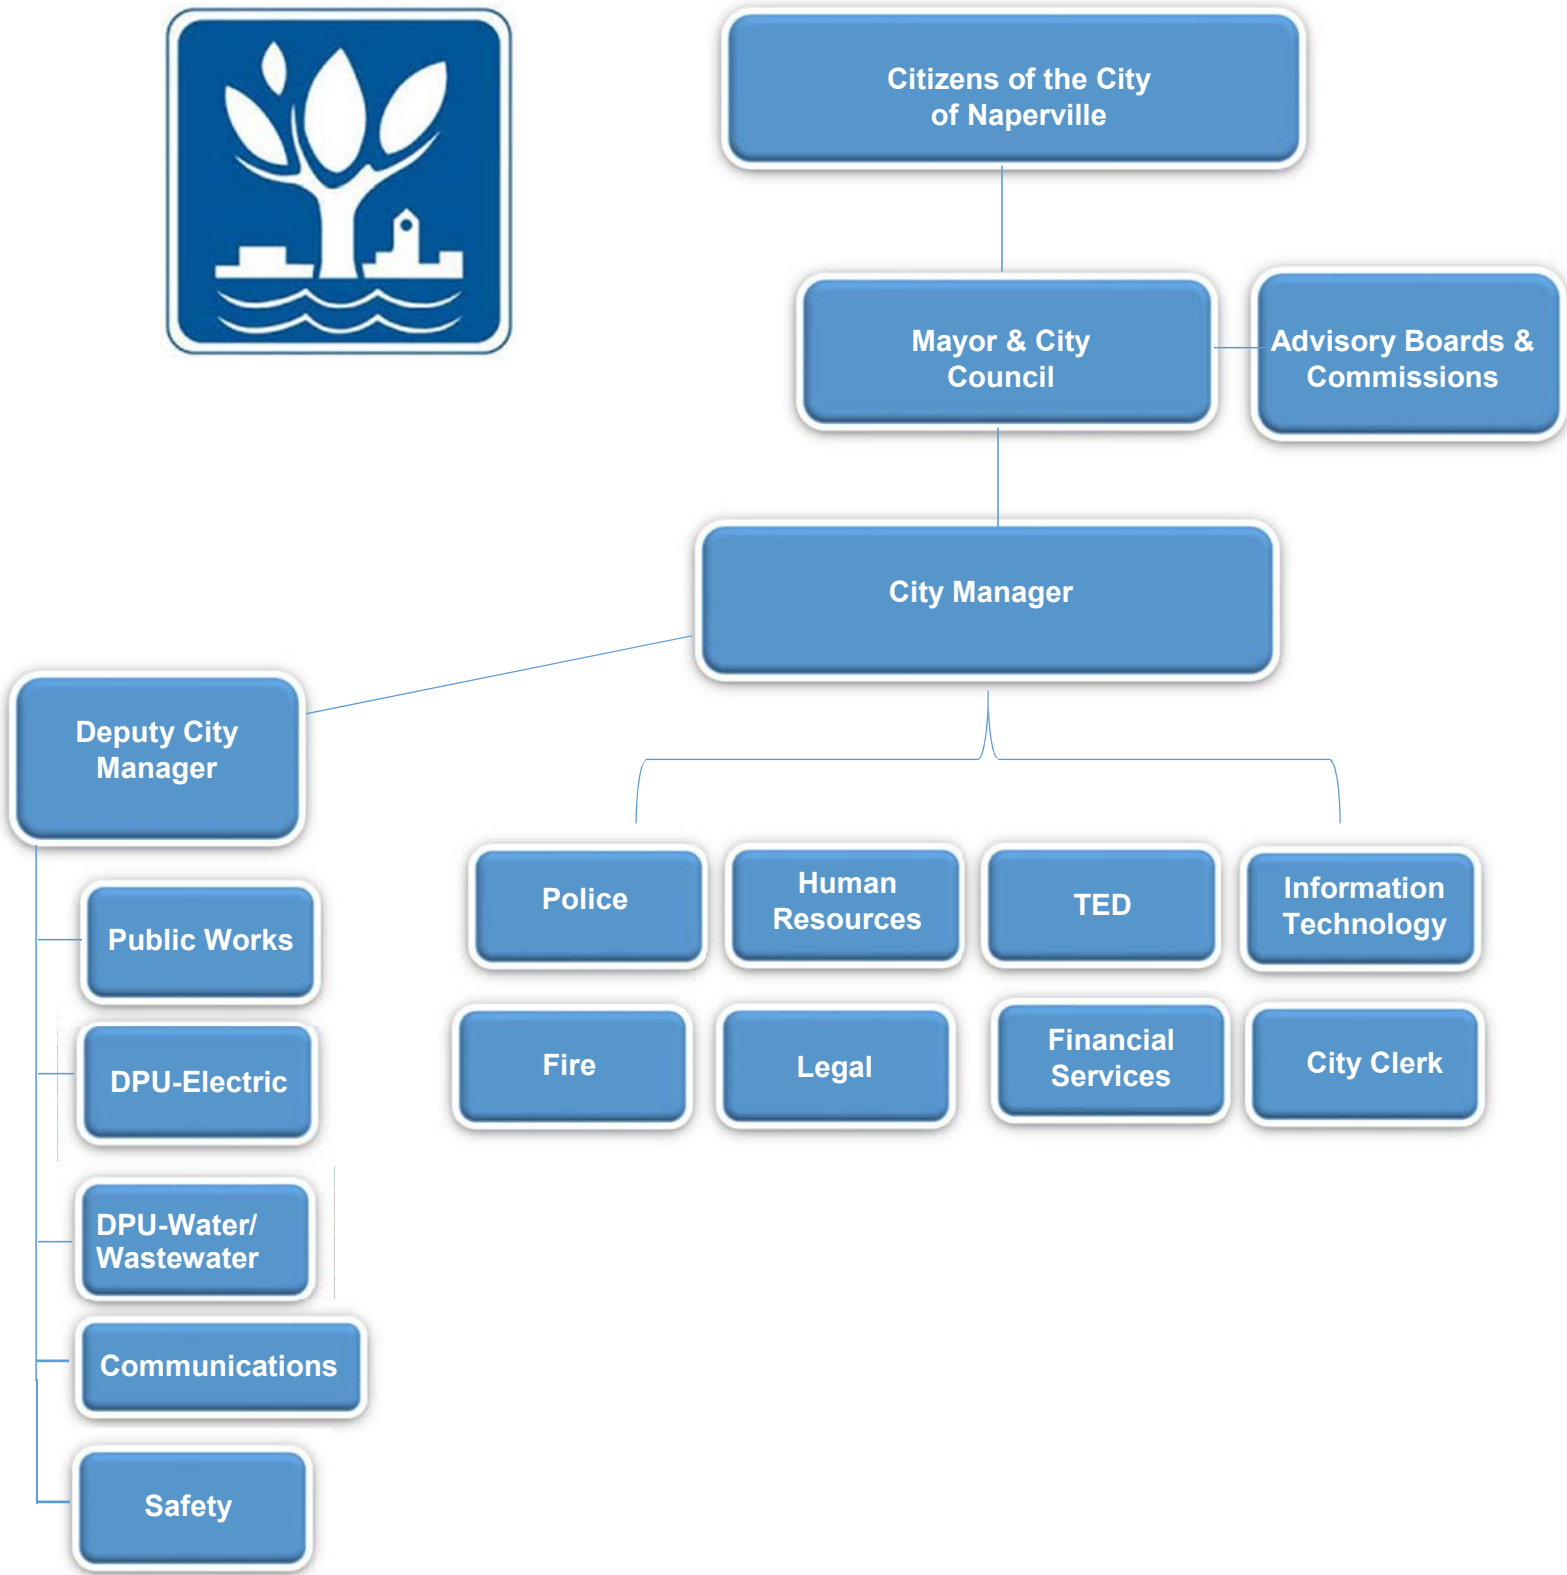 Citizens of the City
of Naperville
Mayor & City
Council
Advisory Boards &
Commissions
City Manager
Deputy City
Manager
Public Works
DPU-Electric
DPU-Water/
Wastewater
Communications
Safety
Police
Human
Resources
TED
Information
Technology
Fire
Legal
Financial
Services
City Clerk